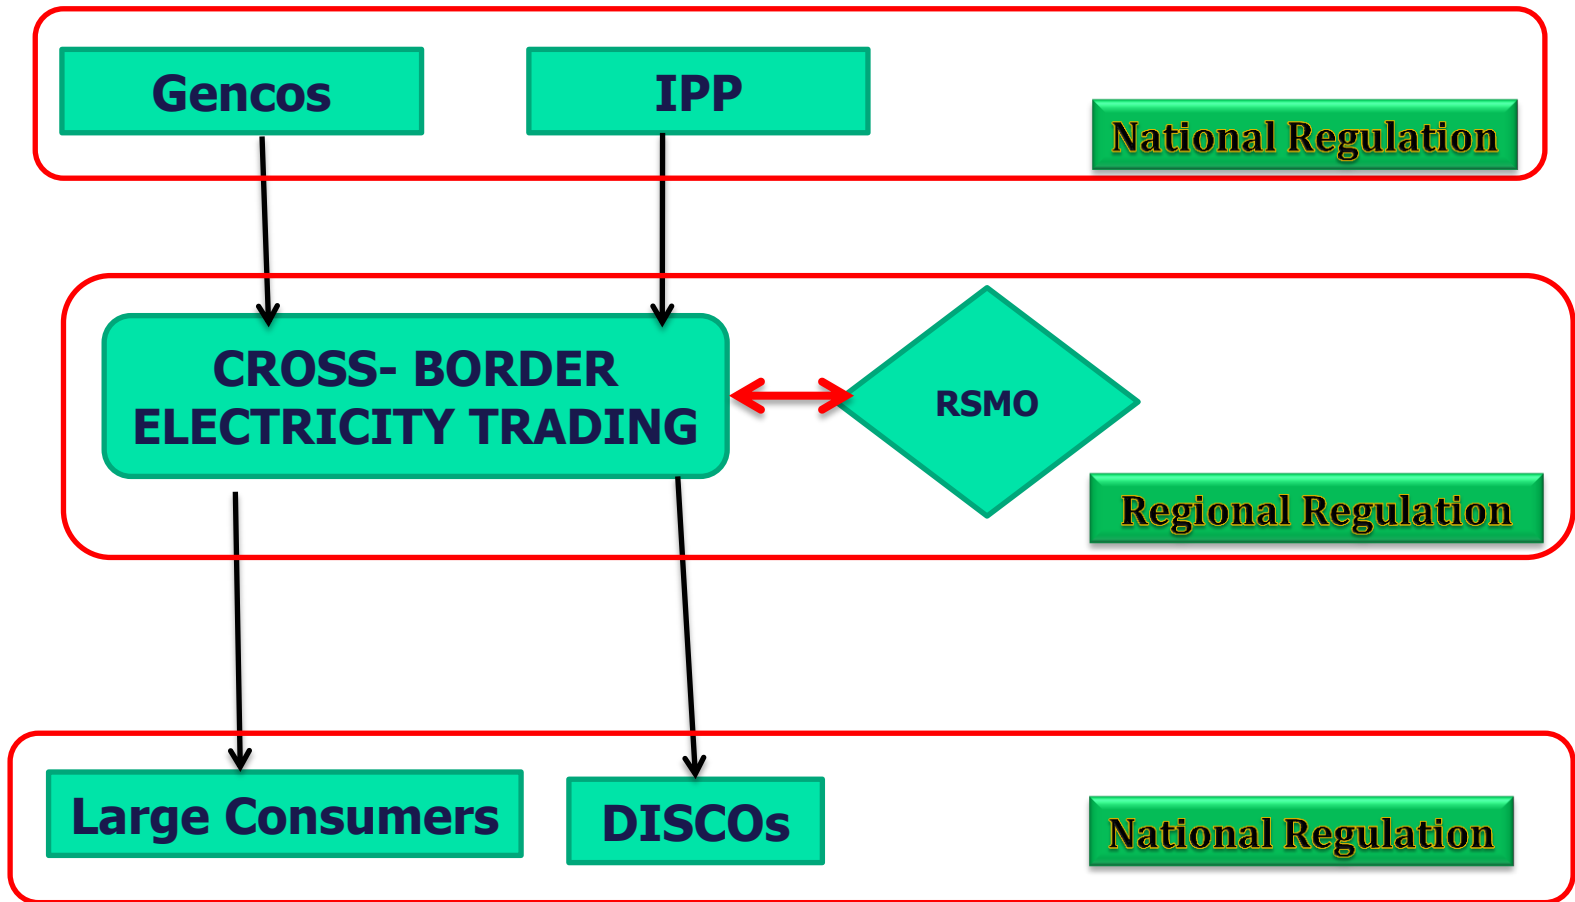 Gencos
IPP
National Regulation
CROSS- BORDER
ELECTRICITY TRADING
RSMO
Regional Regulation
Large Consumers
DISCOs
National Regulation